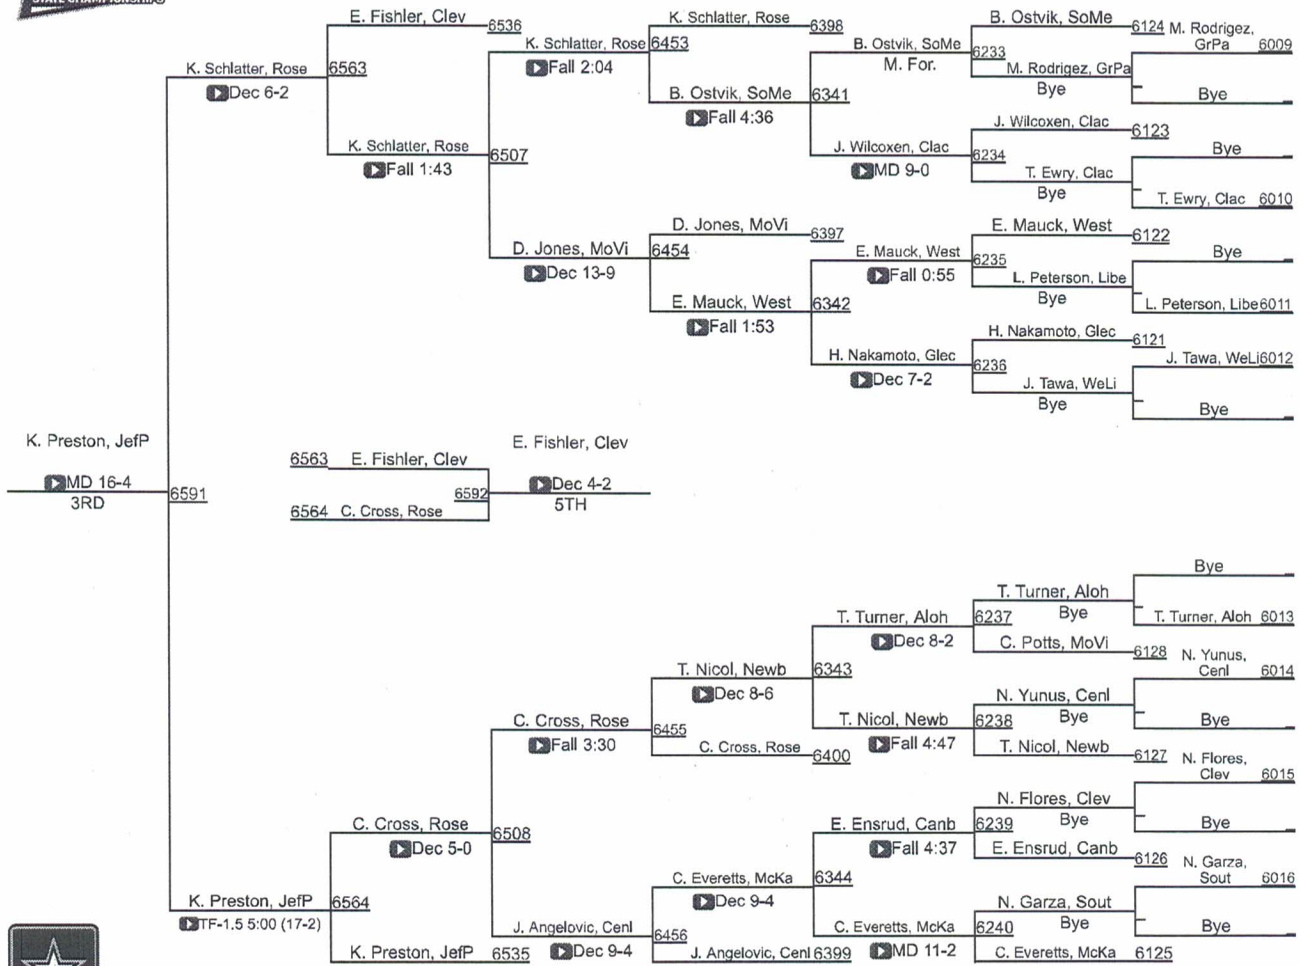 STATE CHAMPIONSHIPS
E. Fishler, Clev
6536
K. Schlatter, Rose
6398
B. Ostvik, SoMe
6124
M. Rodrigez,
GrPa
6009
K. Schlatter, Rose
6453
Fall 2:04
B. Ostvik, SoMe
M. For.
6233
M. Rodrigez, GrPa
Bye
Bye
K. Schlatter, Rose
6563
Dec 6-2
B. Ostvik, SoMe
6341
Fall 4:36
J. Wilcoxen, Clac
6123
Bye
K. Schlatter, Rose
6507
Fall 1:43
J. Wilcoxen, Clac
6234
MD 9-0
T. Ewry, Clac
Bye
T. Ewry, Clac 6010
D. Jones, MoVi
6397
E. Mauck, West
6122
Bye
D. Jones, MoVi
6454
Dec 13-9
E. Mauck, West
6235
Fall 0:55
L. Peterson, Libe
Bye
L. Peterson, Libe 6011
E. Mauck, West
6342
Fall 1:53
H. Nakamoto, Glec
6121
J. Tawa, WeLi 6012
H. Nakamoto, Glec
6236
Dec 7-2
J. Tawa, WeLi
Bye
Bye
K. Preston, JefP
E. Fishler, Clev
6563 E. Fishler, Clev
MD 16-4
6591
3RD
6592
Dec 4-2
5TH
6564 C. Cross, Rose
Bye
T. Turner, Aloh
Bye
T. Turner, Aloh 6013
T. Turner, Aloh
6237
Dec 8-2
C. Potts, MoVi
6128
N. Yunus,
Cenl
6014
T. Nicol, Newb
6343
Dec 8-6
N. Yunus, Cenl
Bye
Bye
C. Cross, Rose
6455
Fall 3:30
T. Nicol, Newb
6238
Fall 4:47
T. Nicol, Newb
6127
N. Flores,
Clev
6015
C. Cross, Rose
6400
N. Flores, Clev
Bye
Bye
C. Cross, Rose
6508
Dec 5-0
E. Ensrud, Canb
6239
Fall 4:37
E. Ensrud, Canb
6126
N. Garza,
Sout
6016
C. Everetts, McKa
6344
Dec 9-4
K. Preston, JefP
6564
TF-1.5 5:00 (17-2)
N. Garza, Sout
Bye
Bye
J. Angelovic, Cenl
6456
Dec 9-4
C. Everetts, McKa
6240
MD 11-2
K. Preston, JefP
6535
J. Angelovic, Cenl 6399
C. Everetts, McKa
6125